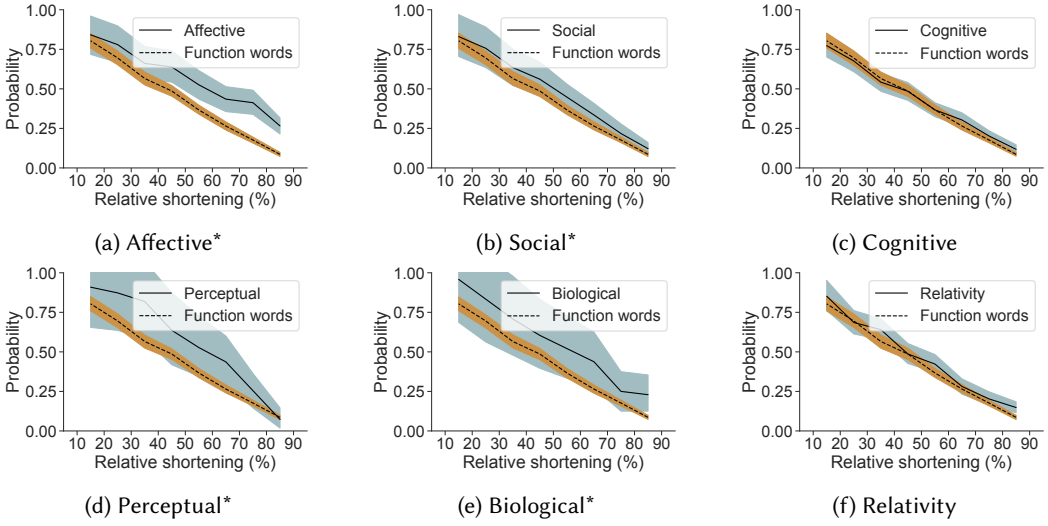 1.00
0.75
0.50
0.25
0.00
Probability
Affective
Function words
10 20 30 40 50 60 70 80 90
Relative shortening (%)
(a) Affective*
1.00
0.75
0.50
0.25
0.00
Probability
Social
Function words
10 20 30 40 50 60 70 80 90
Relative shortening (%)
(b) Social*
1.00
0.75
0.50
0.25
0.00
Probability
Cognitive
Function words
10 20 30 40 50 60 70 80 90
Relative shortening (%)
(c) Cognitive
1.00
0.75
0.50
0.25
0.00
Probability
Perceptual
Function words
10 20 30 40 50 60 70 80 90
Relative shortening (%)
(d) Perceptual*
1.00
0.75
0.50
0.25
0.00
Probability
Biological
Function words
10 20 30 40 50 60 70 80 90
Relative shortening (%)
(e) Biological*
1.00
0.75
0.50
0.25
0.00
Probability
Relativity
Function words
10 20 30 40 50 60 70 80 90
Relative shortening (%)
(f) Relativity